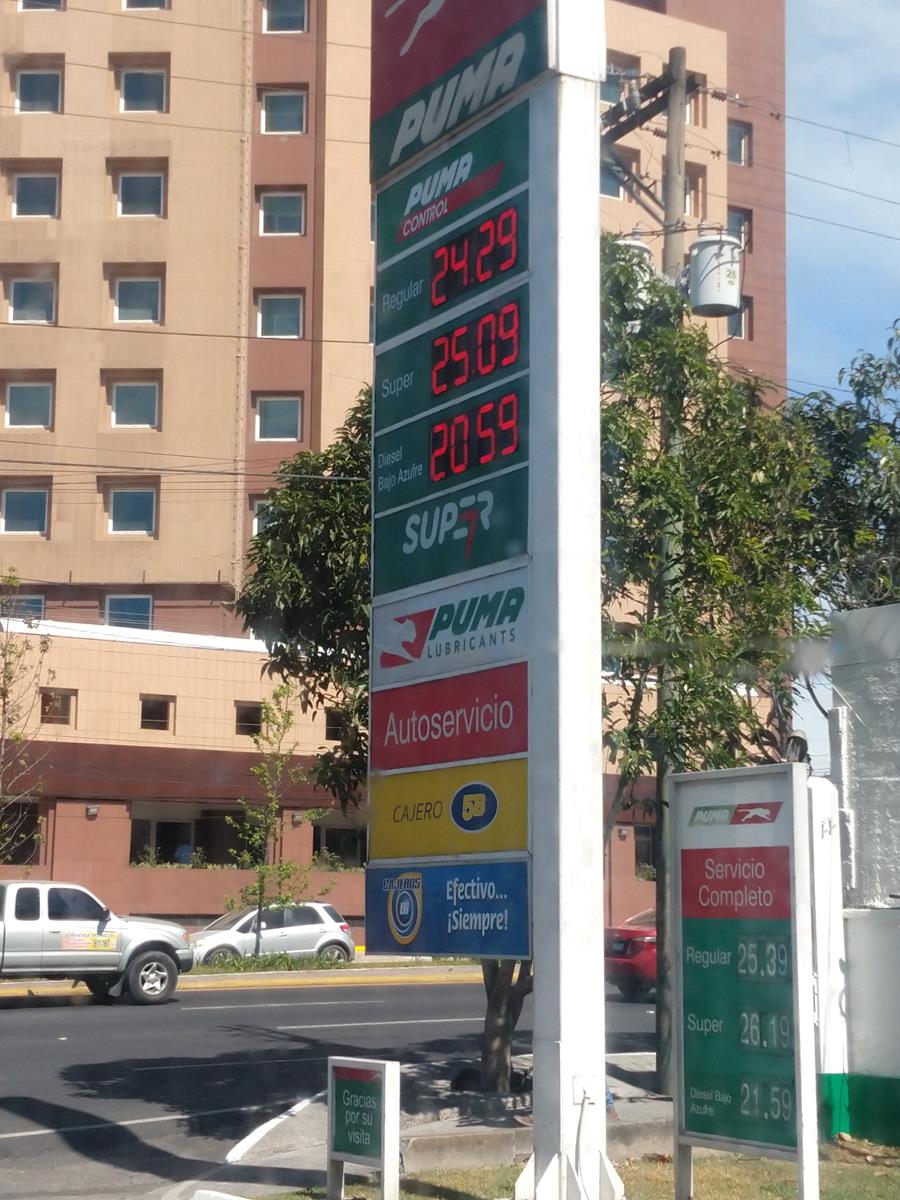 PUMA
PUMA
CONTROL
Regular 24.29
Super 25.09
Diesel
Bajo Azufre 20.59
SUP7R
PUMA
LUBRICANTS
Autoservicio
CAJERO 5B
CAJEROS
Efectivo...
¡Siempre!
PUMA
Servicio
Completo
Regular 25.39
Super 26.19
Diesel Bajo
Azufre 21.59
Gracias
por su
visita